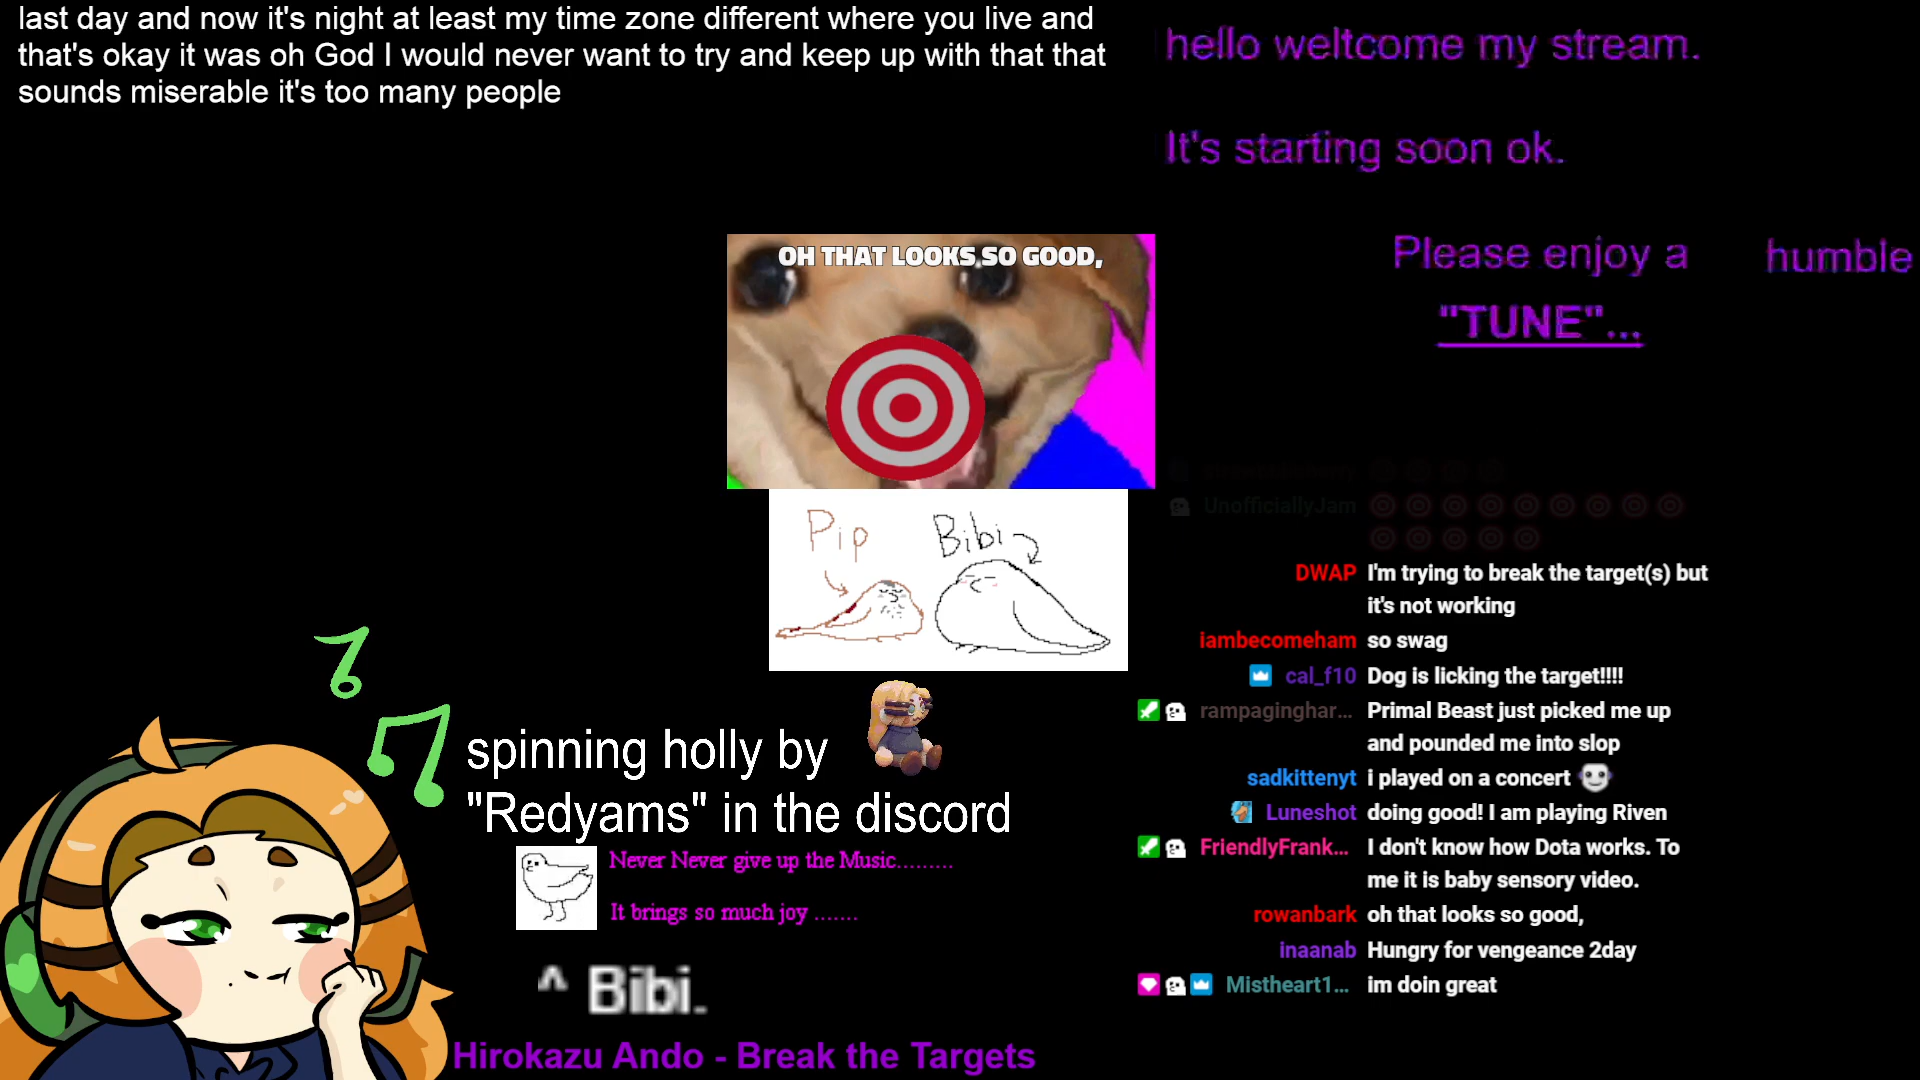 last day and now it's night at least my time zone different where you live and
that's okay it was oh God I would never want to try and keep up with that that
sounds miserable it's too many people
hello weltcome my stream.
It's starting soon ok.
Please enjoy a humble
"TUNE"...
OH THAT LOOKS SO GOOD,
Pip
Bibi
UnofficiallyJam
DWAP I'm trying to break the target(s) but
it's not working
iambecomeham so swag
cal_f10 Dog is licking the target!!!!
rampaginghar... Primal Beast just picked me up
and pounded me into slop
sadkittenyt i played on a concert
Luneshot doing good! I am playing Riven
FriendlyFrank... I don't know how Dota works. To
me it is baby sensory video.
rowanbark oh that looks so good,
inaanab Hungry for vengeance 2day
Mistheart1... im doin great
spinning holly by
"Redyams" in the discord
Never Never give up the Music.........
It brings so much joy .......
^ Bibi.
Hirokazu Ando - Break the Targets